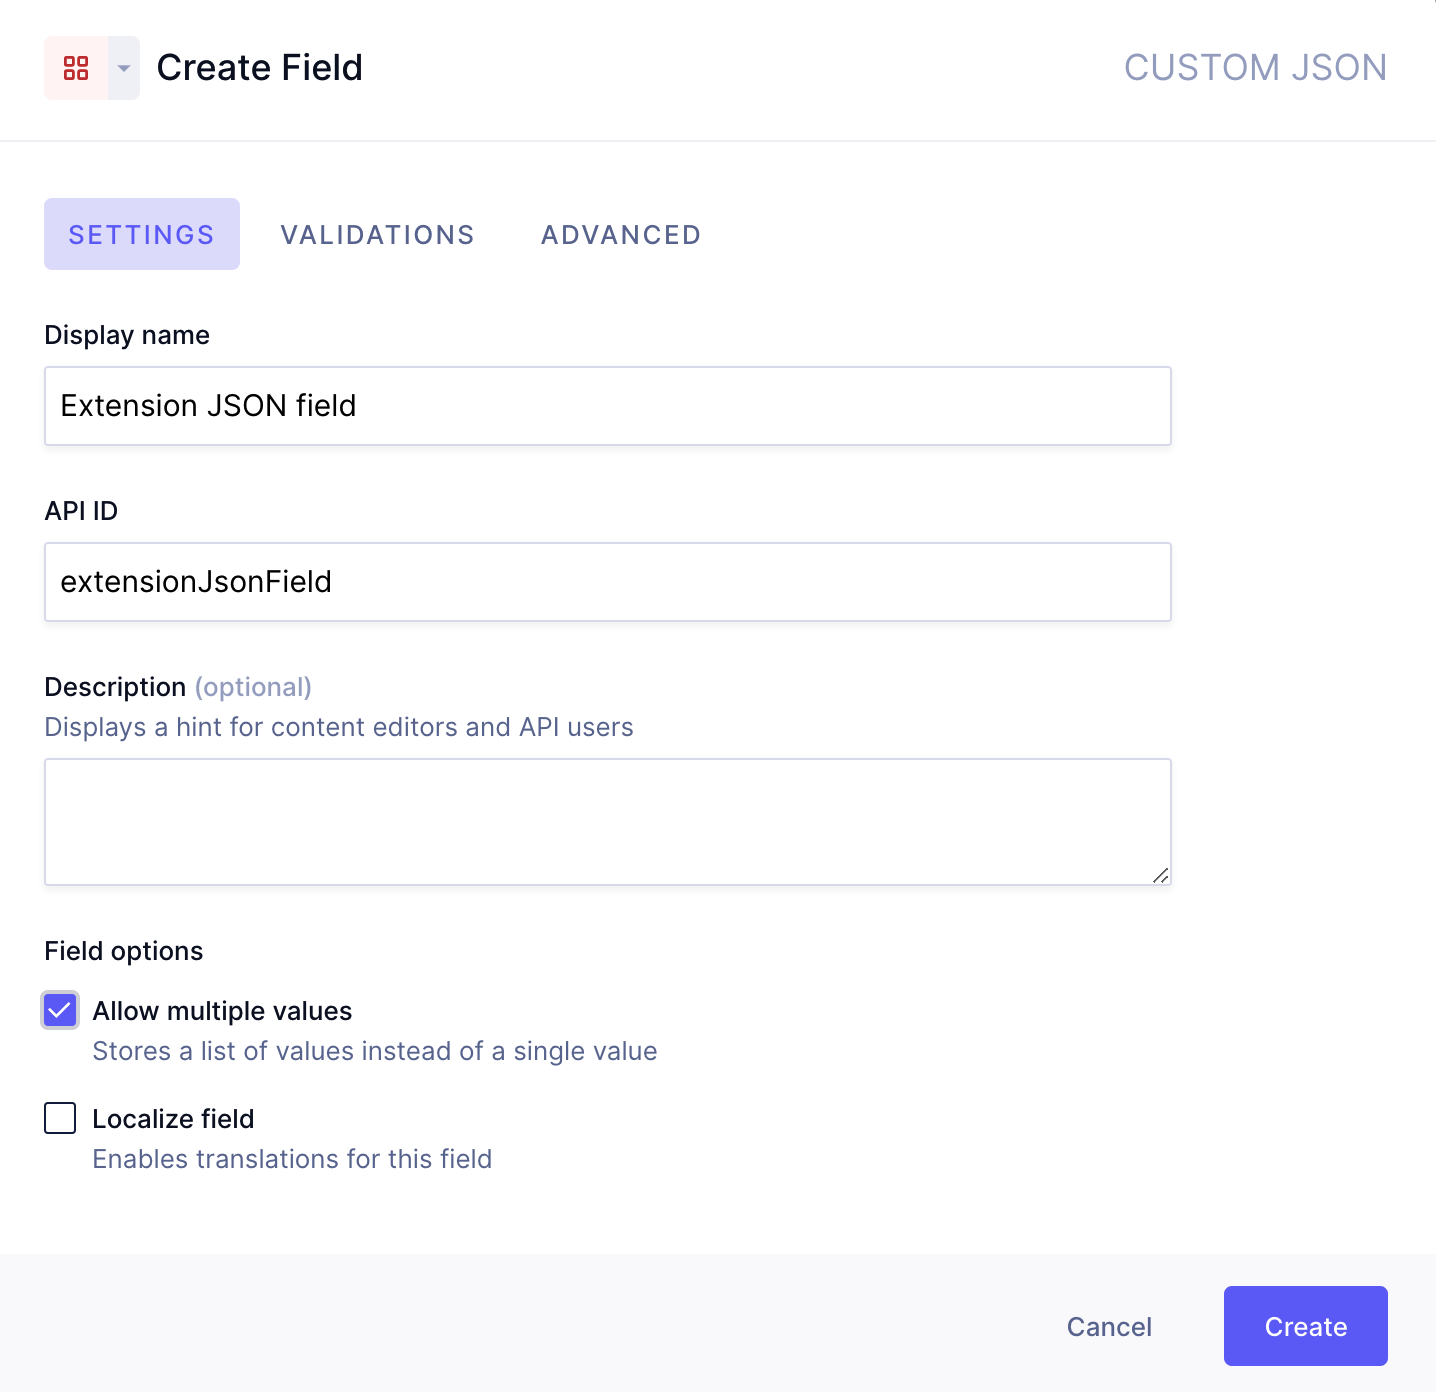 Create Field
CUSTOM JSON
SETTINGS
VALIDATIONS
ADVANCED
Display name
Extension JSON field
API ID
extensionJsonField
Description (optional)
Displays a hint for content editors and API users
Field options
Allow multiple values
Stores a list of values instead of a single value
Localize field
Enables translations for this field
Cancel
Create